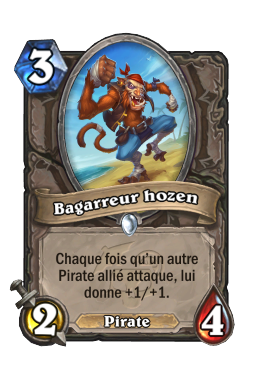 3
Bagarreur hozen
Chaque fois qu'un autre
Pirate allié attaque, lui
donne +1/+1.
2
Pirate
4